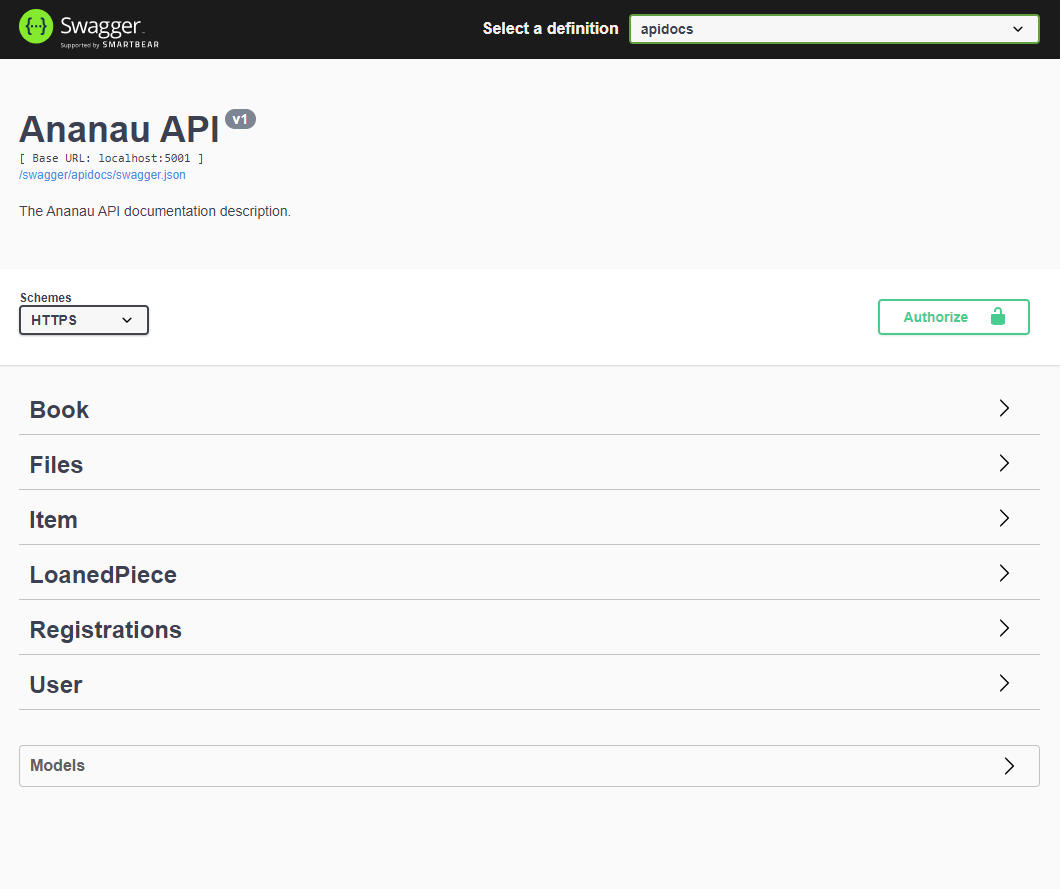 {···} Swagger.
Supported by SMARTBEAR
Select a definition
apidocs
Ananau API v1
[ Base URL: localhost:5001 ]
/swagger/apidocs/swagger.json
The Ananau API documentation description.
Schemes
HTTPS
Authorize
Book
Files
Item
LoanedPiece
Registrations
User
Models